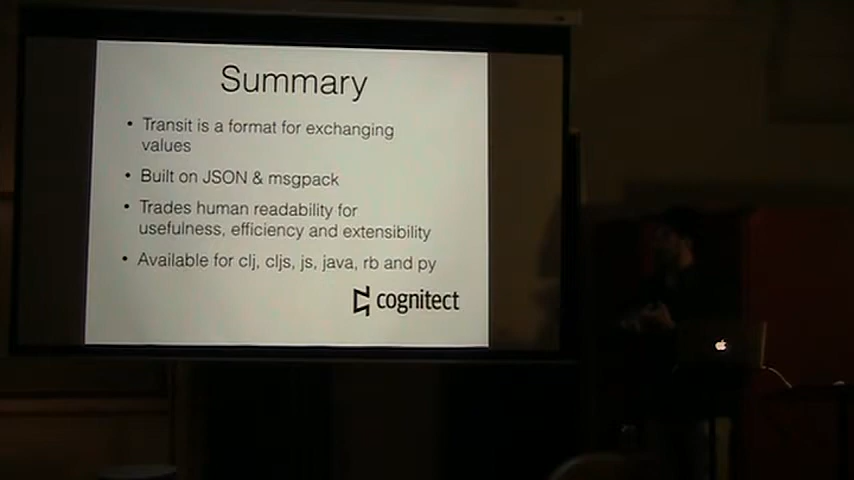 Summary
• Transit is a format for exchanging
values
• Built on JSON & msgpack
• Trades human readability for
usefulness, efficiency and extensibility
• Available for clj, cljs, js, java, rb and py
cognitect